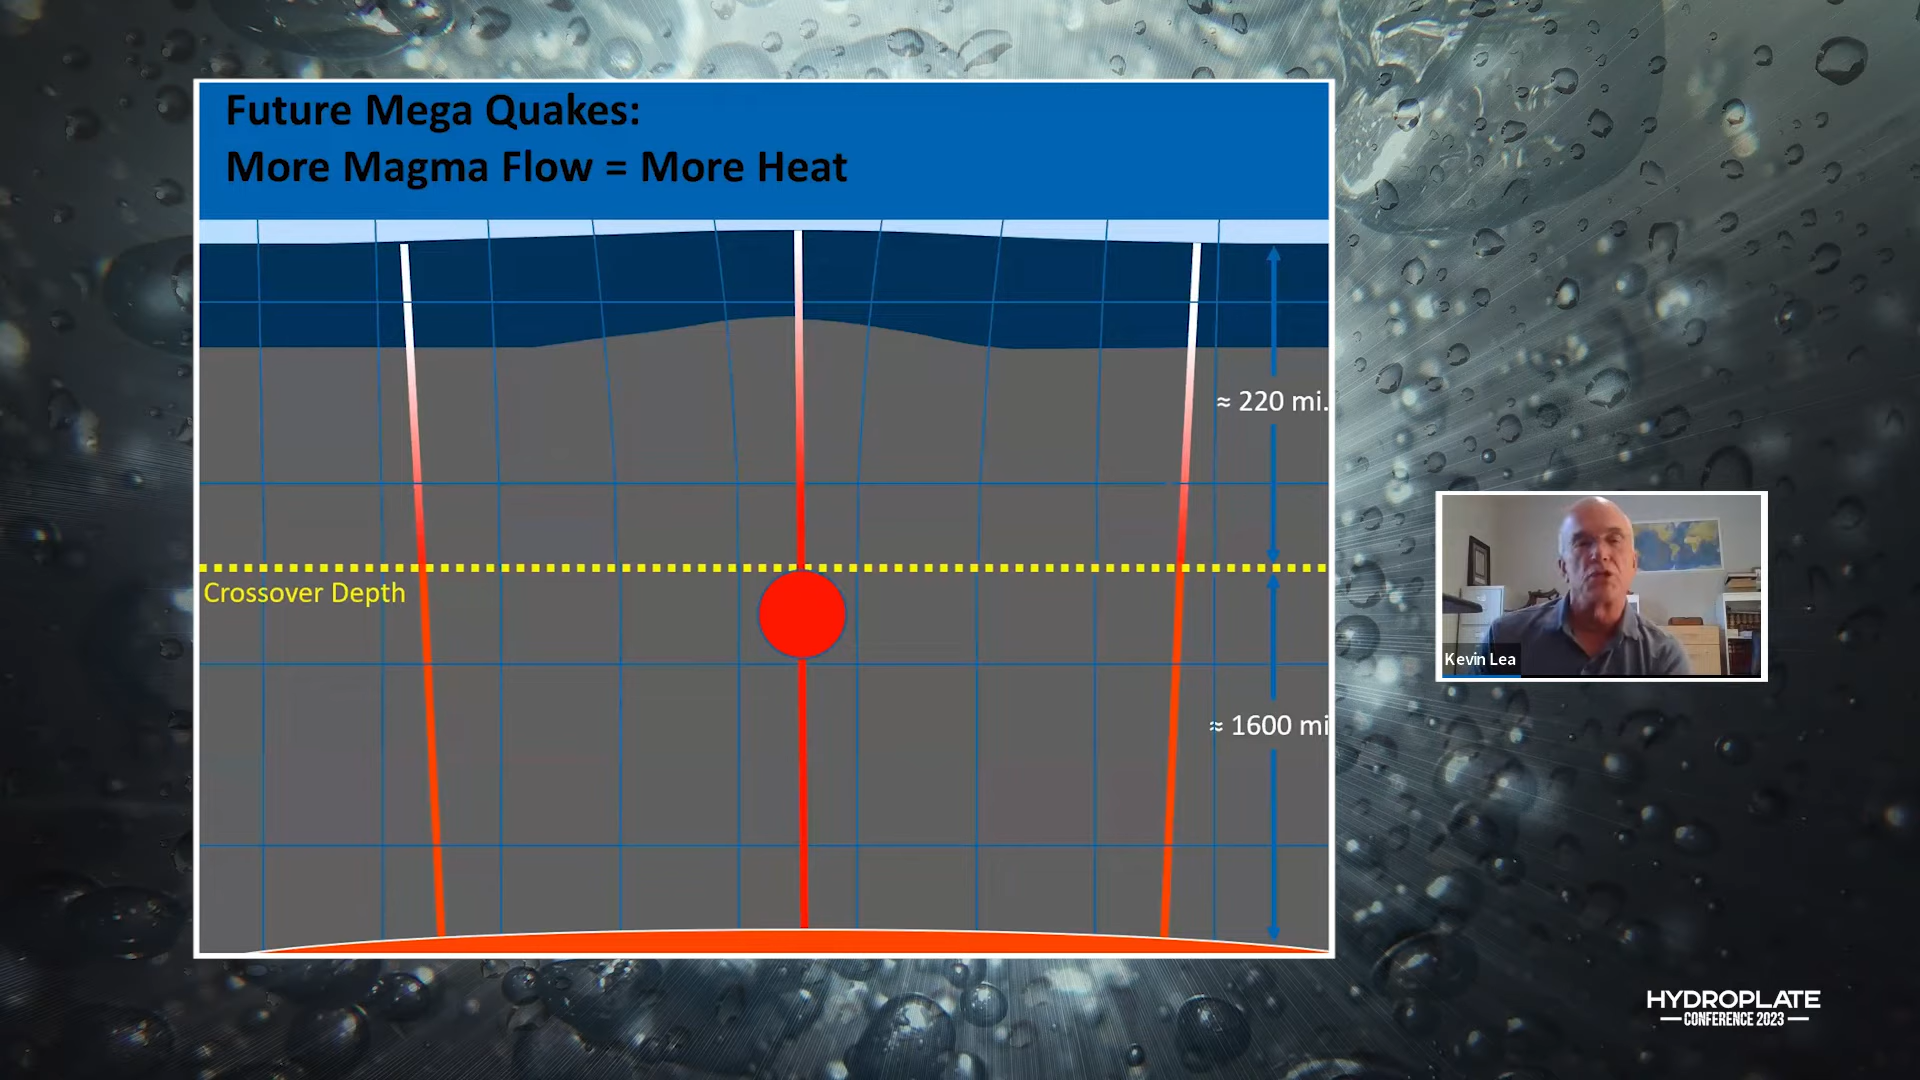 Future Mega Quakes:
More Magma Flow = More Heat
≈ 220 mi.
Crossover Depth
≈ 1600 mi
Kevin Lea
HYDROPLATE
CONFERENCE 2023